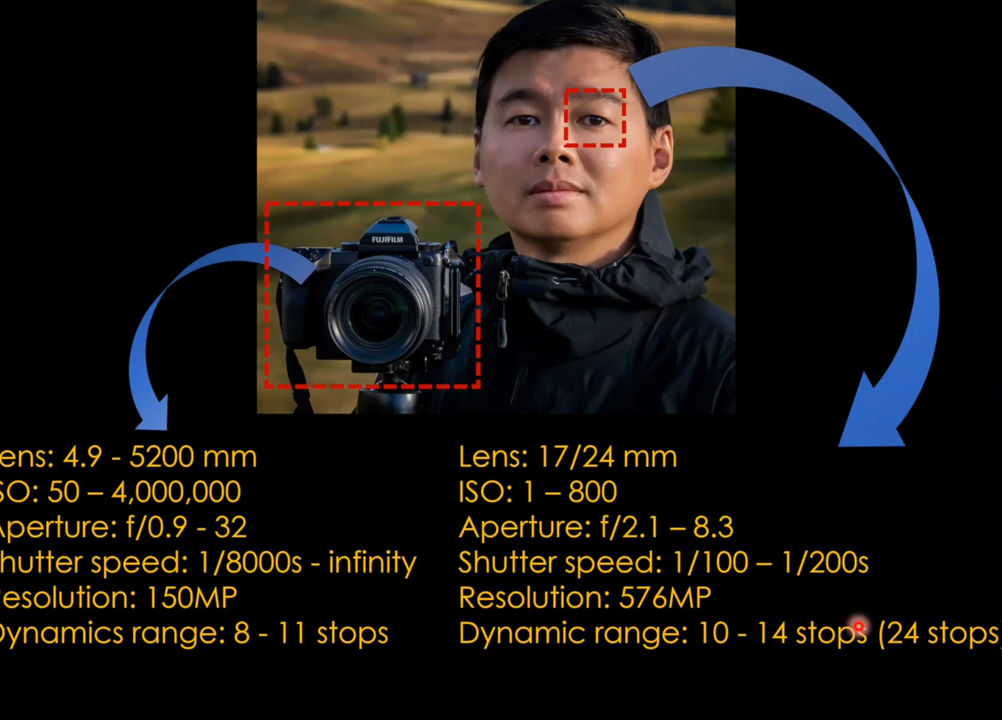 FUJIFILM
ens: 4.9 - 5200 mm
SO: 50 – 4,000,000
Aperture: f/0.9 - 32
hutter speed: 1/8000s - infinity
esolution: 150MP
Dynamics range: 8 - 11 stops
Lens: 17/24 mm
ISO: 1 – 800
Aperture: f/2.1 – 8.3
Shutter speed: 1/100 – 1/200s
Resolution: 576MP
Dynamic range: 10 - 14 stops (24 stops)